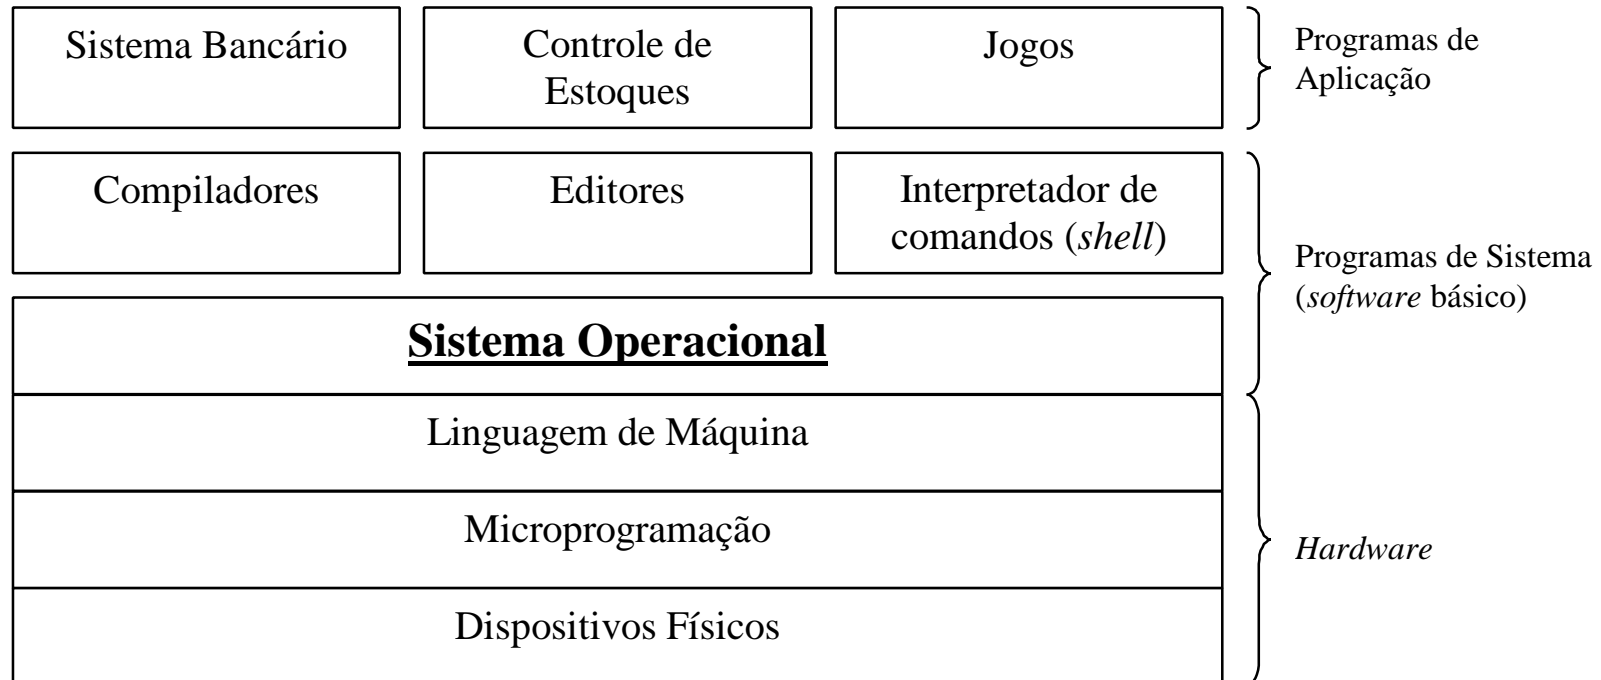 Sistema Bancário
Controle de
Estoques
Jogos
Programas de
Aplicação
Compiladores
Editores
Interpretador de
comandos (shell)
Programas de Sistema
(software básico)
Sistema Operacional
Linguagem de Máquina
Microprogramação
Hardware
Dispositivos Físicos